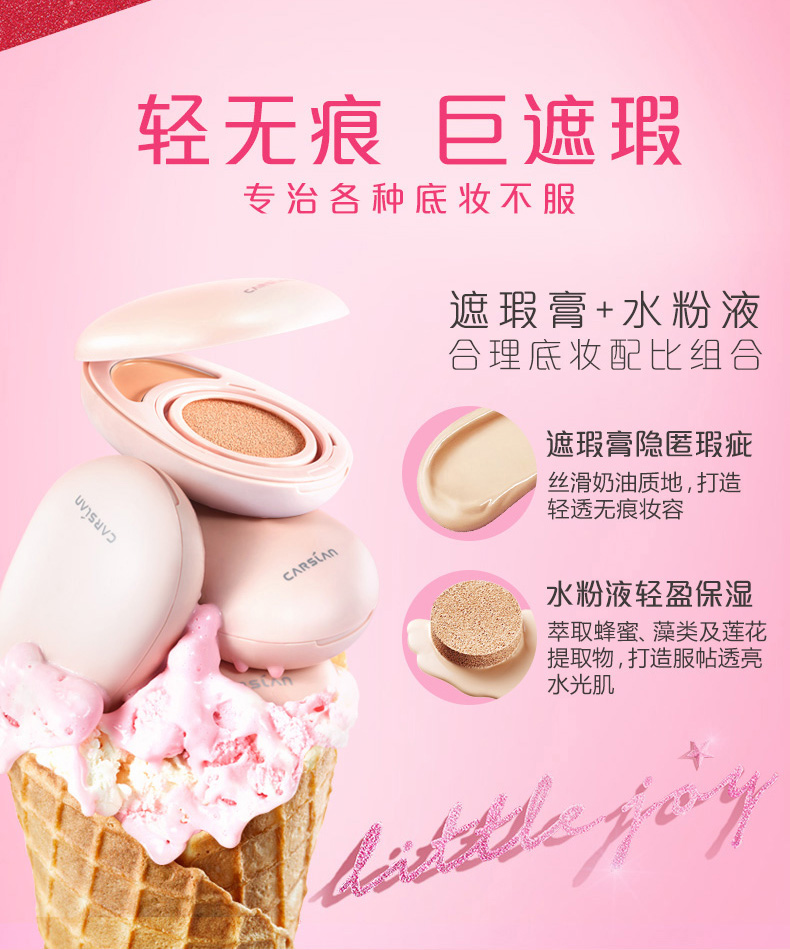 轻无痕 巨遮瑕
专治各种底妆不服
遮瑕膏+水粉液
合理底妆配比组合
遮瑕膏隐匿瑕疵
丝滑奶油质地,打造
轻透无痕妆容
水粉液轻盈保湿
萃取蜂蜜、藻类及莲花
提取物,打造服帖透亮
水光肌
CARSLAN
CARSLAN
little joy